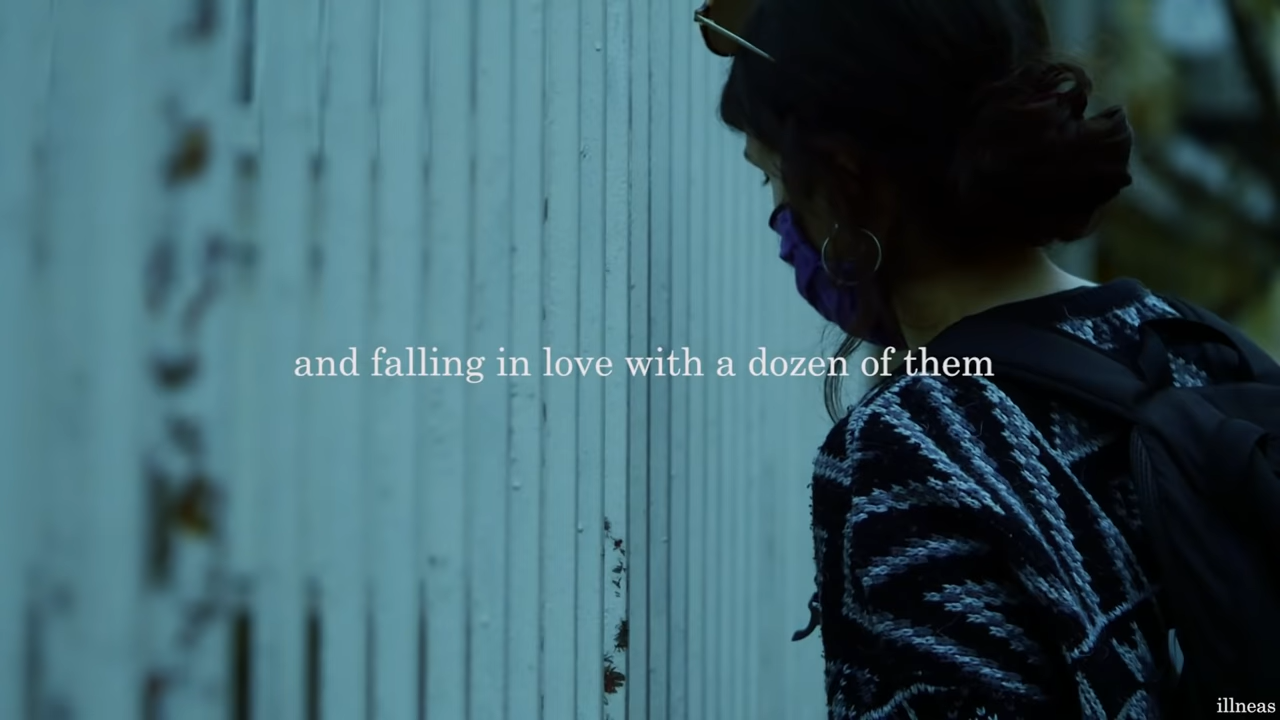 and falling in love with a dozen of them
illneas